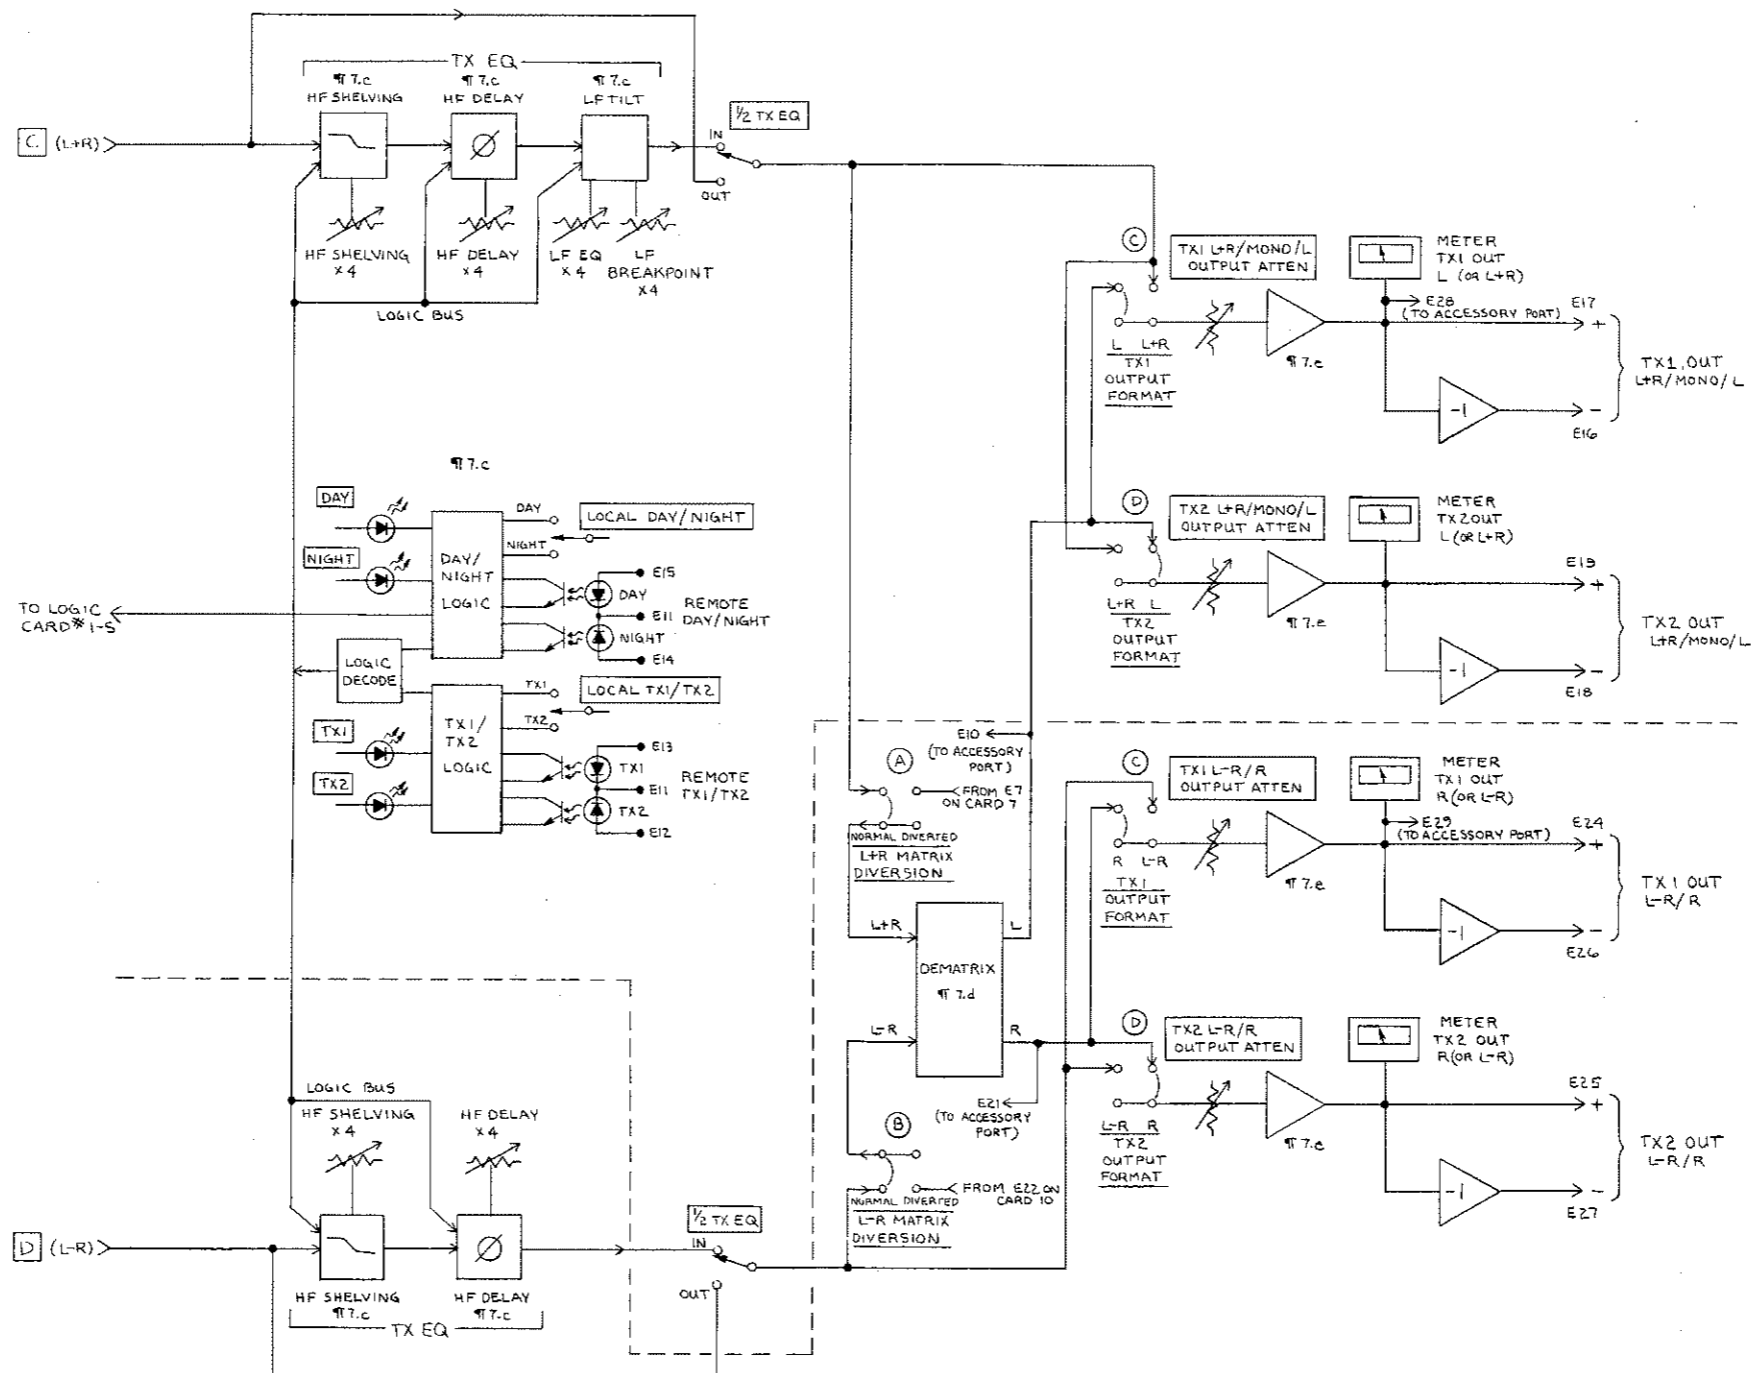 TX EQ
¶ 7.c
HF SHELVING
¶ 7.c
HF DELAY
¶ 7.c
LF TILT
C (L+R)
½ TX EQ
IN
OUT
HF SHELVING
x 4
HF DELAY
x 4
LF EQ
x 4
LF
BREAKPOINT
x 4
LOGIC BUS
C
TX1 L+R/MONO/L
OUTPUT ATTEN
METER
TX1 OUT
L (OR L+R)
E28
(TO ACCESSORY PORT)
E17
+
L L+R
TX1
OUTPUT
FORMAT
¶ 7.e
-1
-
E16
TX1 OUT
L+R/MONO/L
¶ 7.c
DAY
NIGHT
DAY/
NIGHT
LOGIC
DAY
NIGHT
LOCAL DAY/NIGHT
E15
DAY
E11
NIGHT
E14
REMOTE
DAY/NIGHT
TO LOGIC
CARD #1-5
LOGIC
DECODE
TX1
TX2
TX1/
TX2
LOGIC
TX1
TX2
LOCAL TX1/TX2
E13
TX1
E11
TX2
E12
REMOTE
TX1/TX2
D
TX2 L+R/MONO/L
OUTPUT ATTEN
METER
TX2 OUT
L (OR L+R)
E19
+
L+R L
TX2
OUTPUT
FORMAT
¶ 7.e
-1
-
E18
TX2 OUT
L+R/MONO/L
E10
(TO ACCESSORY
PORT)
A
FROM E7
ON CARD 7
NORMAL DIVERTED
L+R MATRIX
DIVERSION
C
TX1 L-R/R
OUTPUT ATTEN
METER
TX1 OUT
R (OR L-R)
E29
(TO ACCESSORY PORT)
E24
+
R L-R
TX1
OUTPUT
FORMAT
¶ 7.e
-1
-
E26
TX1 OUT
L-R/R
L+R
L
DEMATRIX
¶ 7.d
L-R
R
E21
(TO ACCESSORY
PORT)
B
FROM E22 ON
CARD 10
NORMAL DIVERTED
L-R MATRIX
DIVERSION
D
TX2 L-R/R
OUTPUT ATTEN
METER
TX2 OUT
R (OR L-R)
E25
+
L-R R
TX2
OUTPUT
FORMAT
¶ 7.e
-1
-
E27
TX2 OUT
L-R/R
LOGIC BUS
HF SHELVING
x 4
HF DELAY
x 4
D (L-R)
½ TX EQ
IN
OUT
HF SHELVING
¶ 7.c
HF DELAY
¶ 7.c
TX EQ